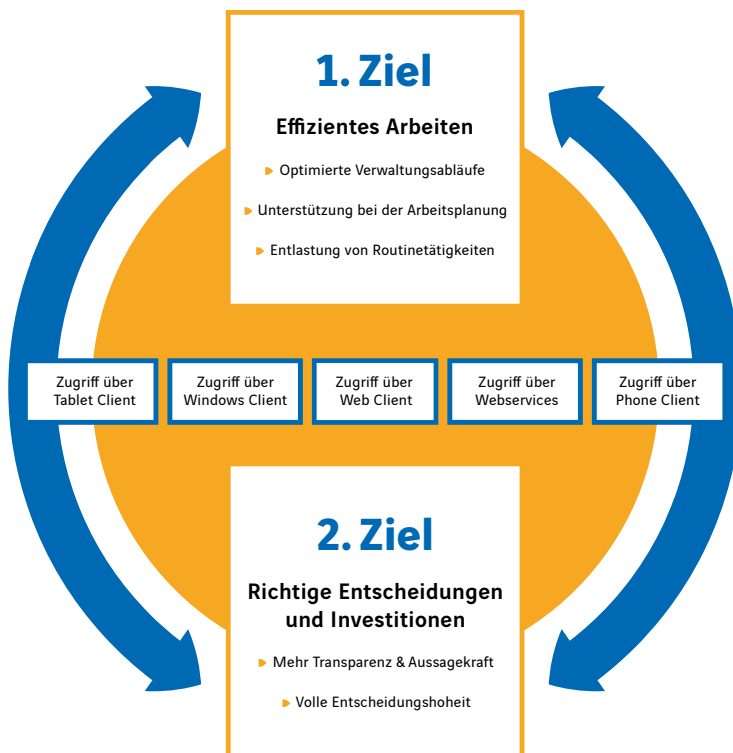 1. Ziel
Effizientes Arbeiten
Optimierte Verwaltungsabläufe
Unterstützung bei der Arbeitsplanung
Entlastung von Routinetätigkeiten
Zugriff über
Tablet Client
Zugriff über
Windows Client
Zugriff über
Web Client
Zugriff über
Webservices
Zugriff über
Phone Client
2. Ziel
Richtige Entscheidungen
und Investitionen
Mehr Transparenz & Aussagekraft
Volle Entscheidungshoheit